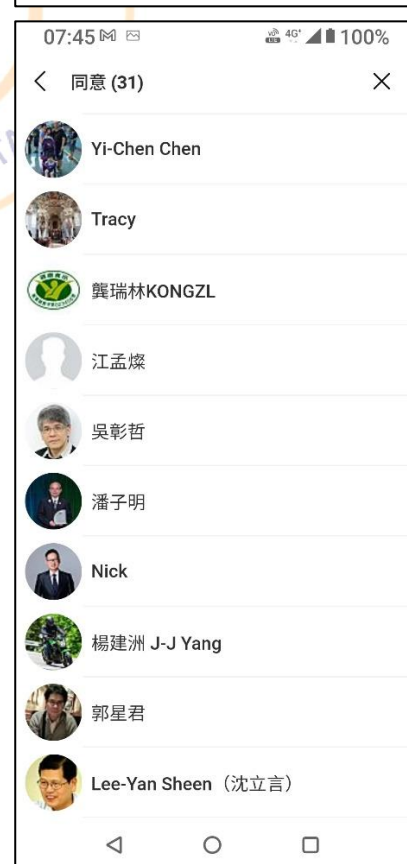 07:45
4G+ 100%
同意 (31)
Yi-Chen Chen
Tracy
龔瑞林KONGZL
江孟燦
吳彰哲
潘子明
Nick
楊建洲 J-J Yang
郭星君
Lee-Yan Sheen（沈立言）